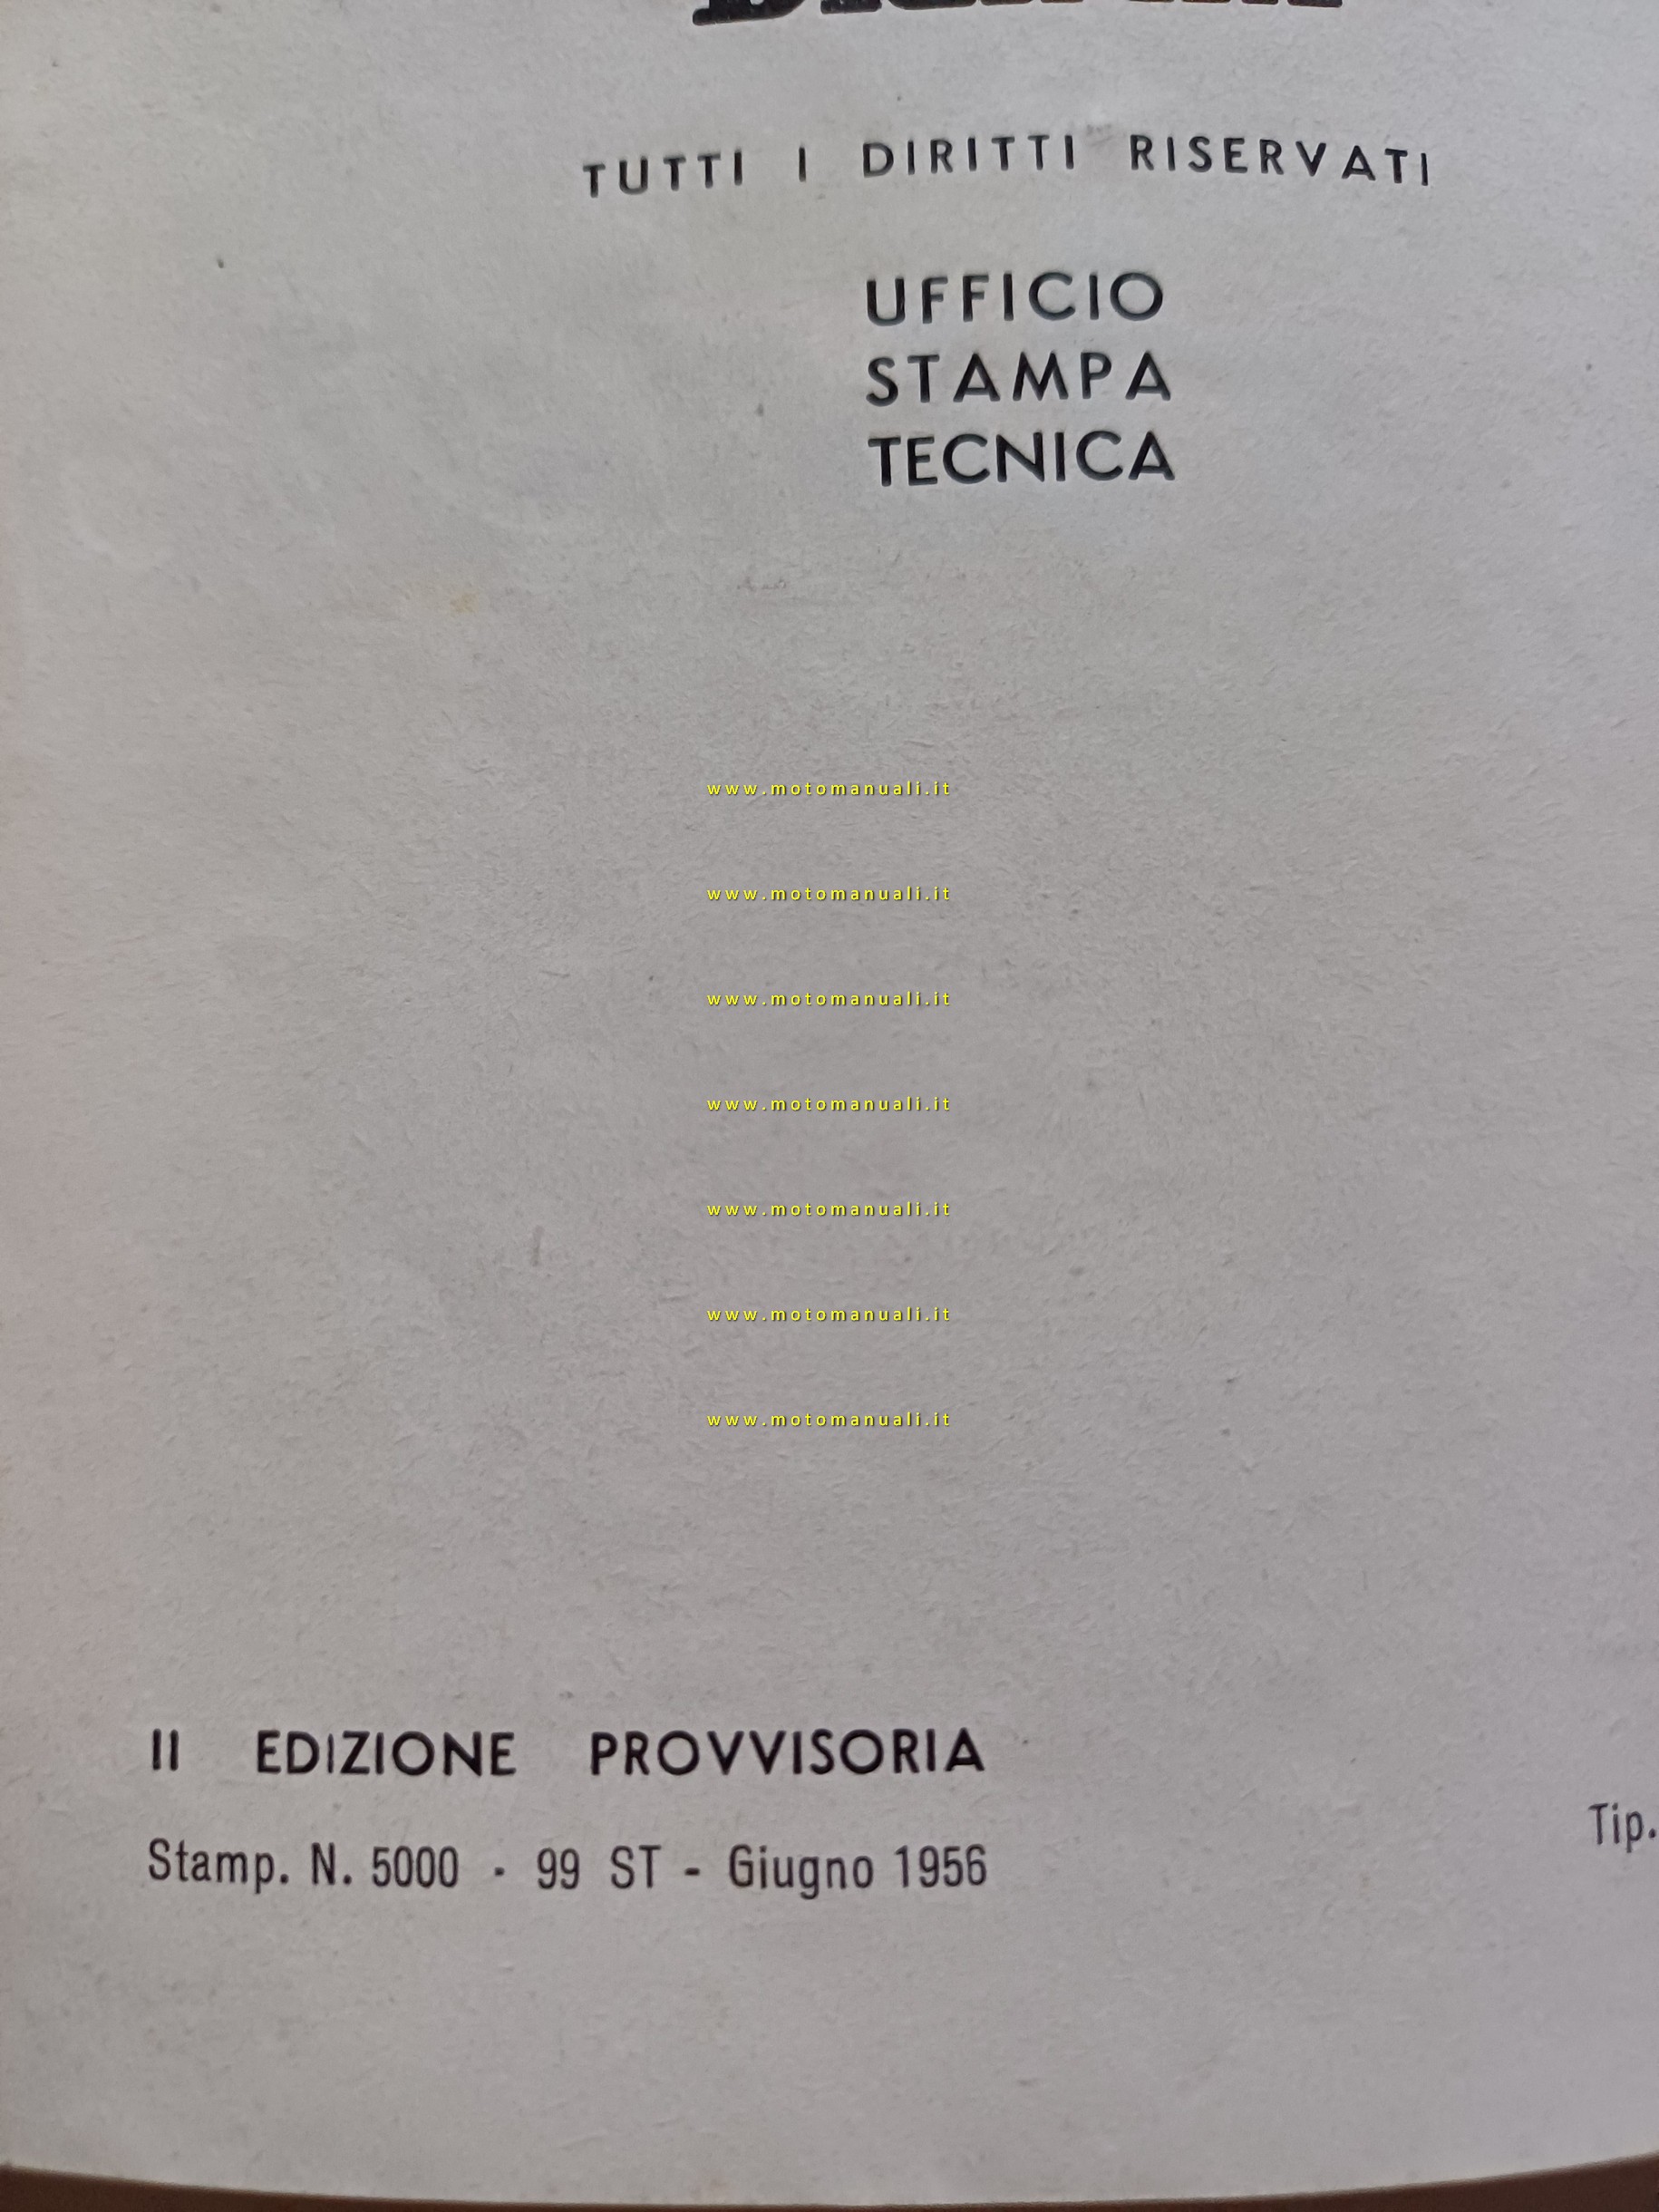 TUTTI I DIRITTI RISERVATI
UFFICIO
STAMPA
TECNICA
www.motomanuali.it
www.motomanuali.it
www.motomanuali.it
www.motomanuali.it
www.motomanuali.it
www.motomanuali.it
www.motomanuali.it
II EDIZIONE PROVVISORIA
Tip.
Stamp. N. 5000 - 99 ST - Giugno 1956